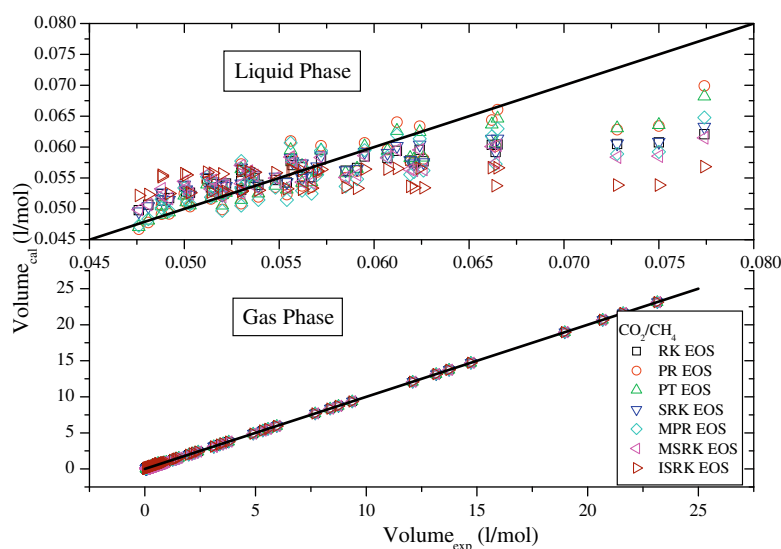 0.080
0.075
0.070
0.065
0.060
0.055
0.050
0.045
Liquid Phase
0.045 0.050 0.055 0.060 0.065 0.070 0.075 0.080
Volume_cal (l/mol)
25
20
15
10
5
0
Gas Phase
CO₂/CH₄
RK EOS
PR EOS
PT EOS
SRK EOS
MPR EOS
MSRK EOS
ISRK EOS
0 5 10 15 20 25
Volume_exp (l/mol)